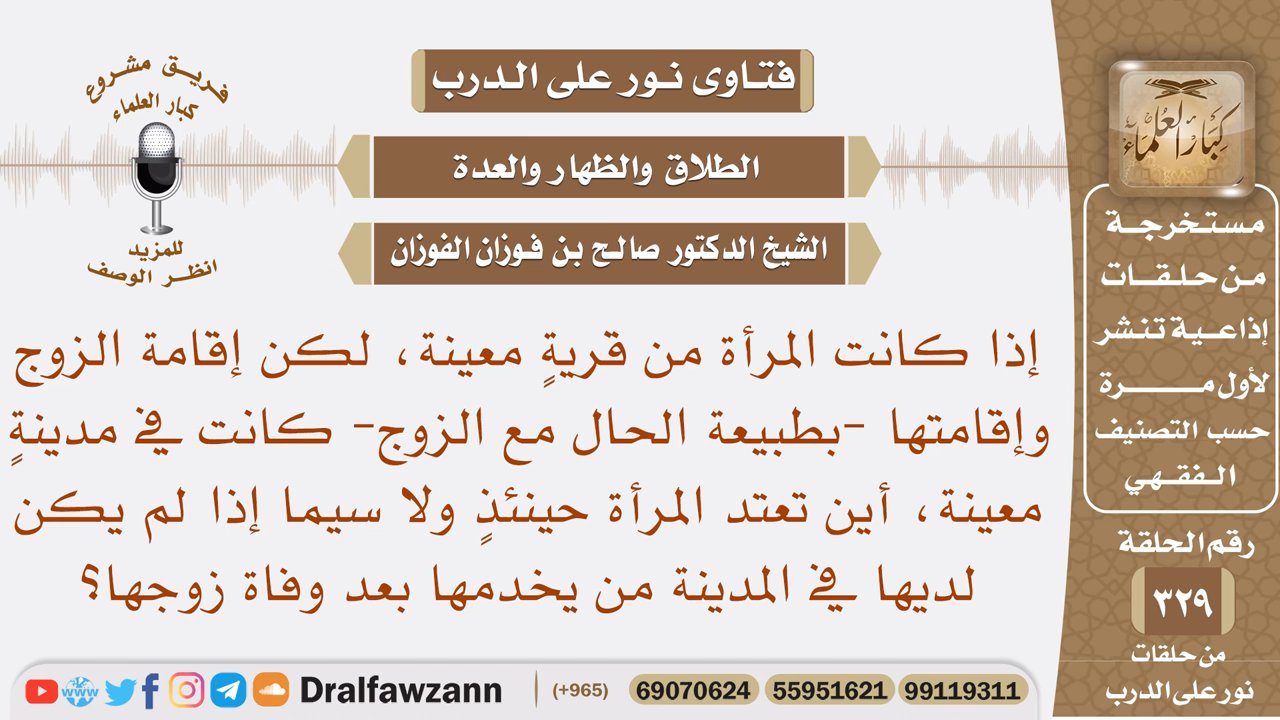 فريق مشروع
كبار العلماء
للمزيد
انظر الوصف
فتاوى نور على الدرب
الطلاق والظهار والعدة
الشيخ الدكتور صالح بن فوزان الفوزان
إذا كانت المرأة من قريةٍ معينة، لكن إقامة الزوج
وإقامتها -بطبيعة الحال مع الزوج- كانت في مدينةٍ
معينة، أين تعتد المرأة حينئذٍ ولا سيما إذا لم يكن
لديها في المدينة من يخدمها بعد وفاة زوجها؟
كِبَارُ العُلَمَاء
مستخرجة
من حلقات
إذاعية تنشر
لأول مرة
حسب التصنيف
الفقهي
رقم الحلقة
٣٢٩
من حلقات
نور على الدرب
www
Dralfawzann
(+965)
69070624
55951621
99119311